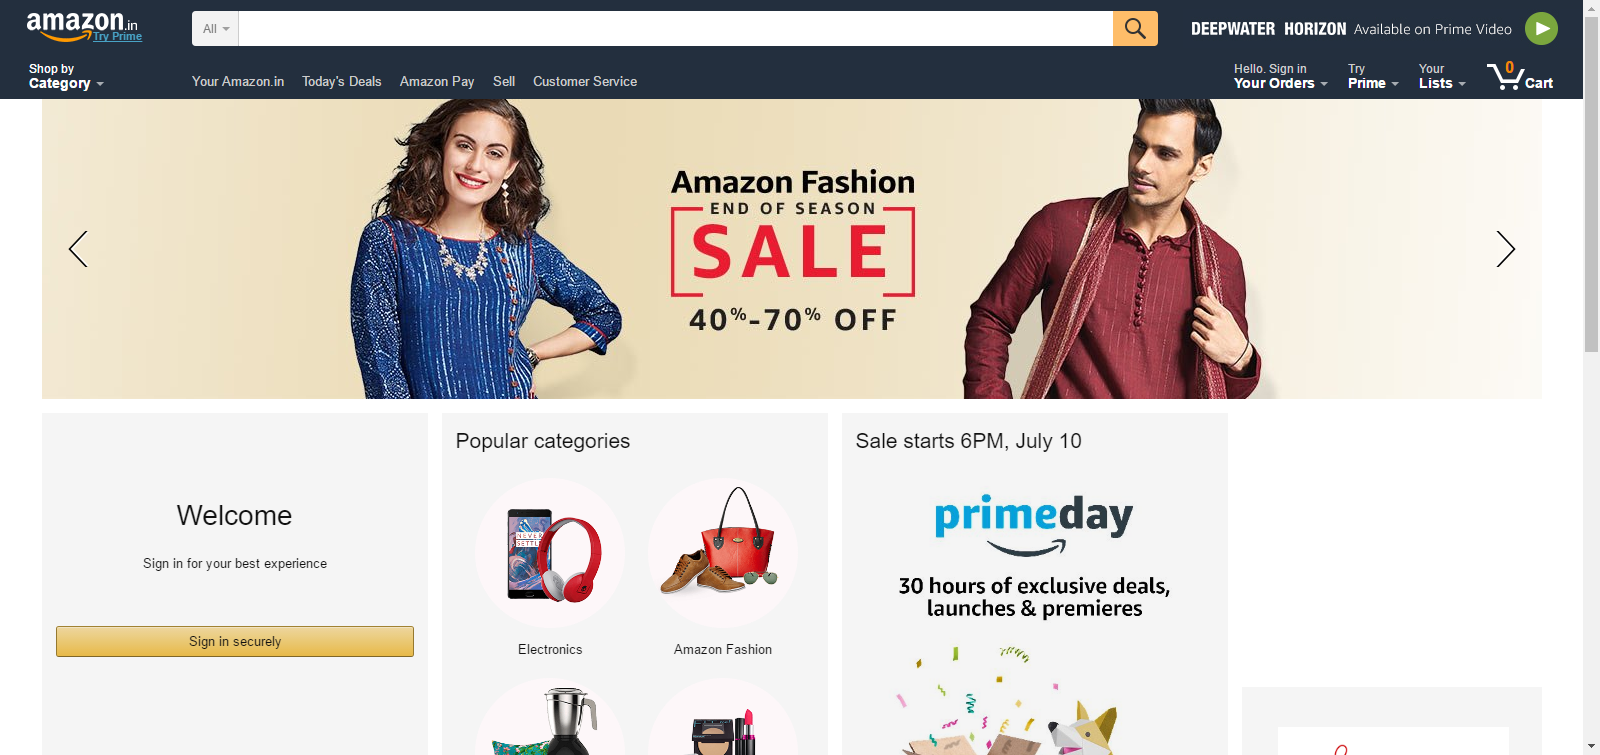 amazon.in
Try Prime
All
DEEPWATER HORIZON Available on Prime Video
Shop by
Category
Your Amazon.in Today's Deals Amazon Pay Sell Customer Service
Hello. Sign in
Your Orders
Try
Prime
Your
Lists
0
Cart
Amazon Fashion
END OF SEASON
SALE
40%-70% OFF
Welcome
Sign in for your best experience
Sign in securely
Popular categories
NEVER
SETTLE
Electronics
Amazon Fashion
Sale starts 6PM, July 10
primeday
30 hours of exclusive deals,
launches & premieres